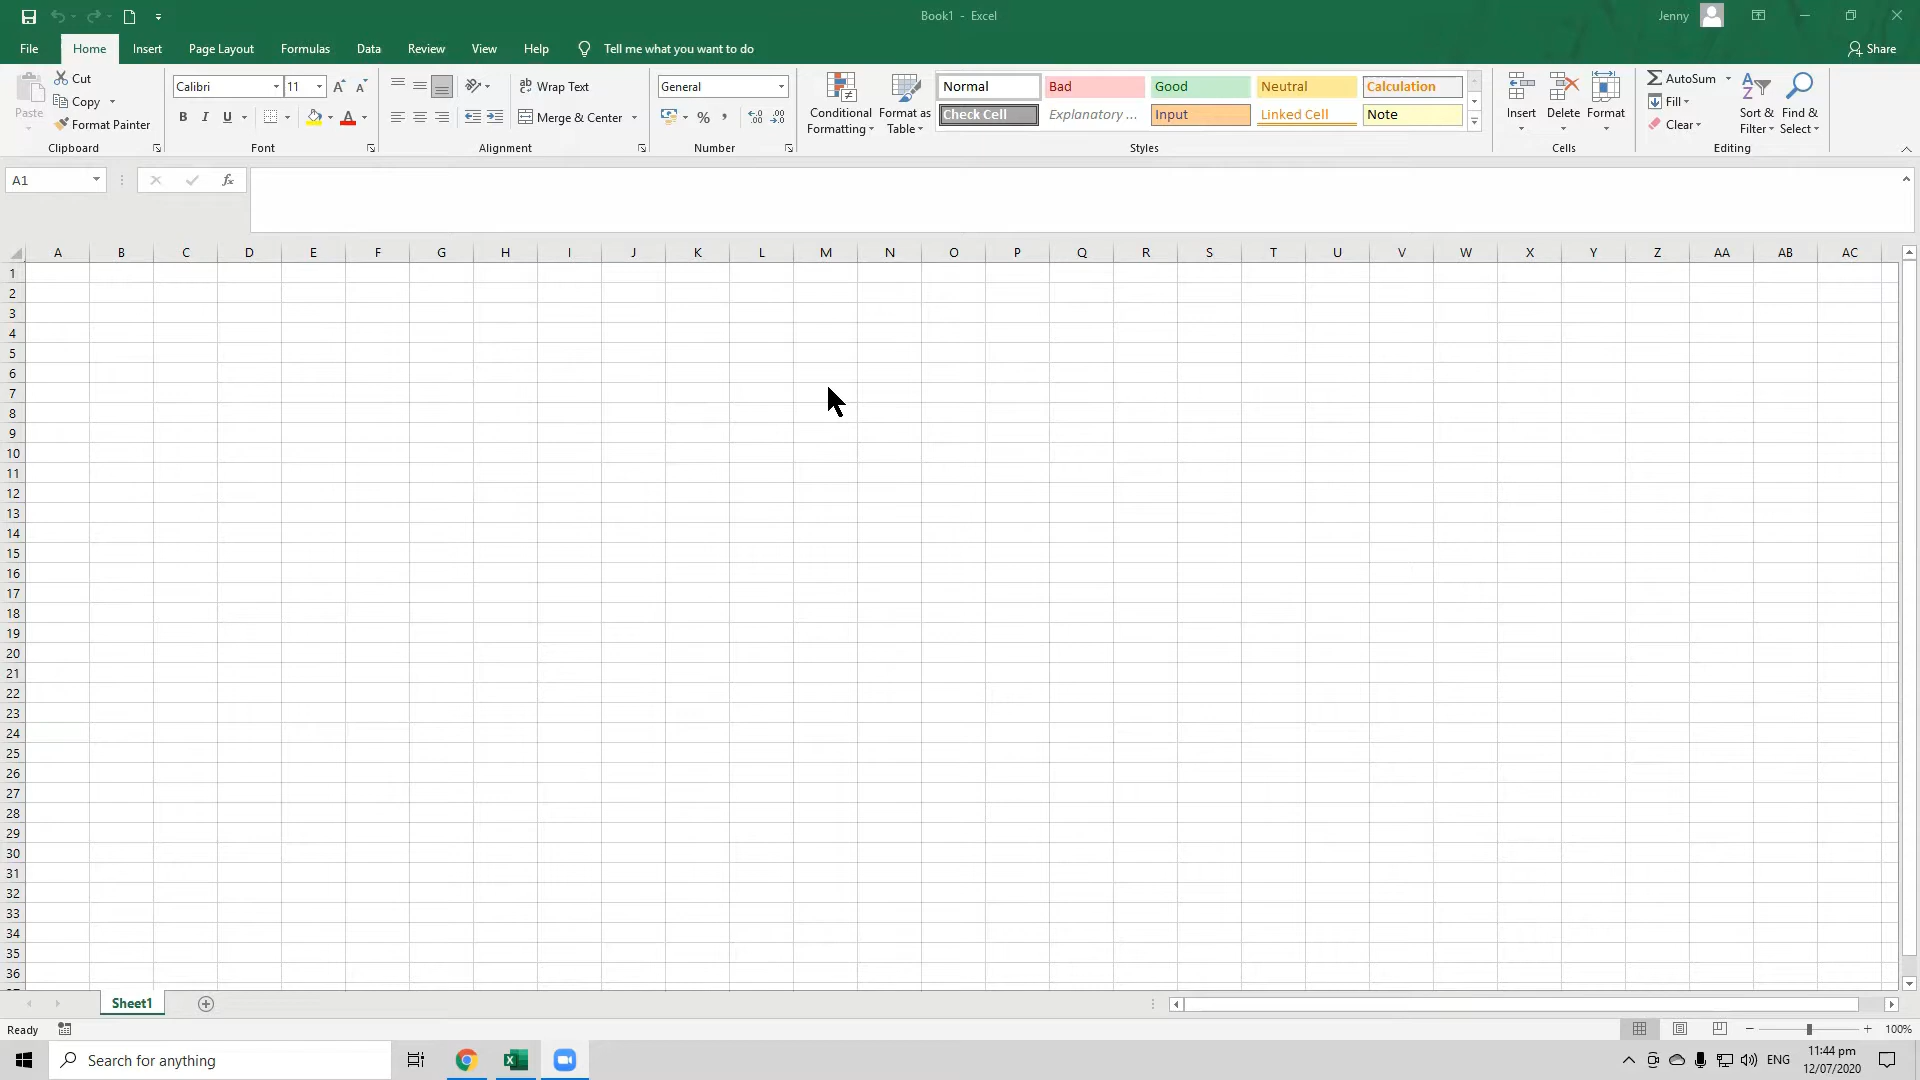 Book1 - Excel
Jenny
File Home Insert Page Layout Formulas Data Review View Help Tell me what you want to do
Share
Paste
Cut
Copy
Format Painter
Clipboard
Calibri 11
B I U
Font
Wrap Text
Merge & Center
Alignment
General
% ,
Number
Conditional
Formatting
Format as
Table
Normal Bad Good Neutral Calculation
Check Cell Explanatory ... Input Linked Cell Note
Styles
Insert Delete Format
Cells
AutoSum
Fill
Clear
Sort &
Filter
Find &
Select
Editing
A1
fx
A B C D E F G H I J K L M N O P Q R S T U V W X Y Z AA AB AC
1
2
3
4
5
6
7
8
9
10
11
12
13
14
15
16
17
18
19
20
21
22
23
24
25
26
27
28
29
30
31
32
33
34
35
36
Sheet1
Ready
100%
Search for anything
ENG
11:44 pm
12/07/2020